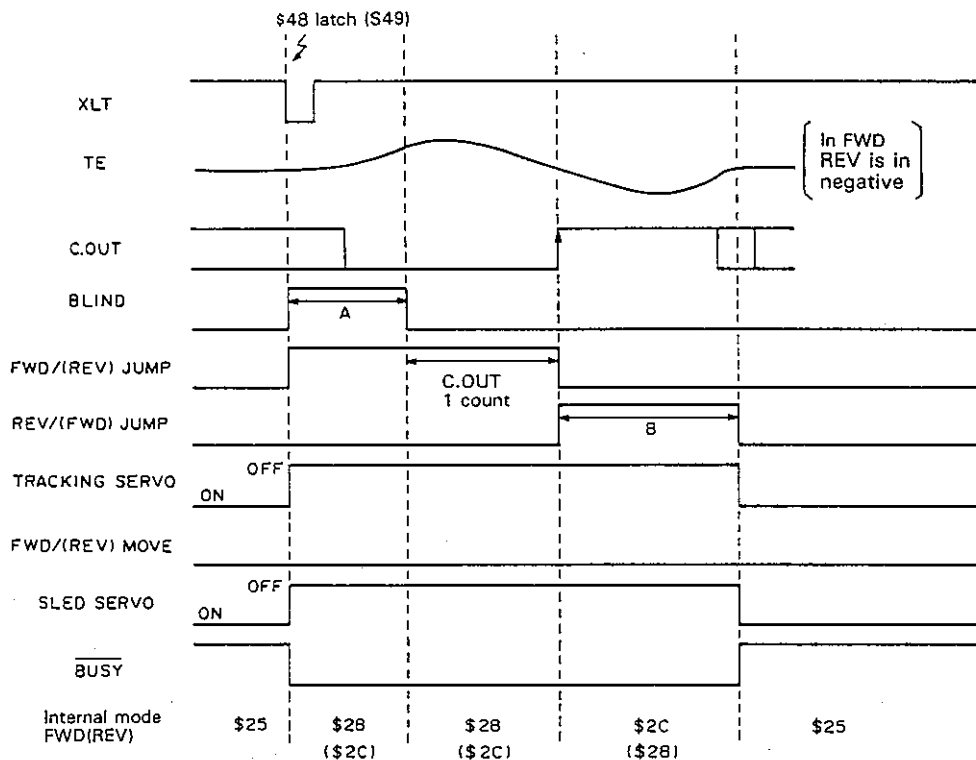 $48 latch (S49)
XLT
TE
In FWD
REV is in
negative
C.OUT
BLIND
A
FWD/(REV) JUMP
C.OUT
1 count
REV/(FWD) JUMP
B
OFF
TRACKING SERVO
ON
FWD/(REV) MOVE
OFF
SLED SERVO
ON
BUSY
Internal mode
FWD(REV)
$25 $28 $28 $2C $25
($2C) ($2C) ($28)